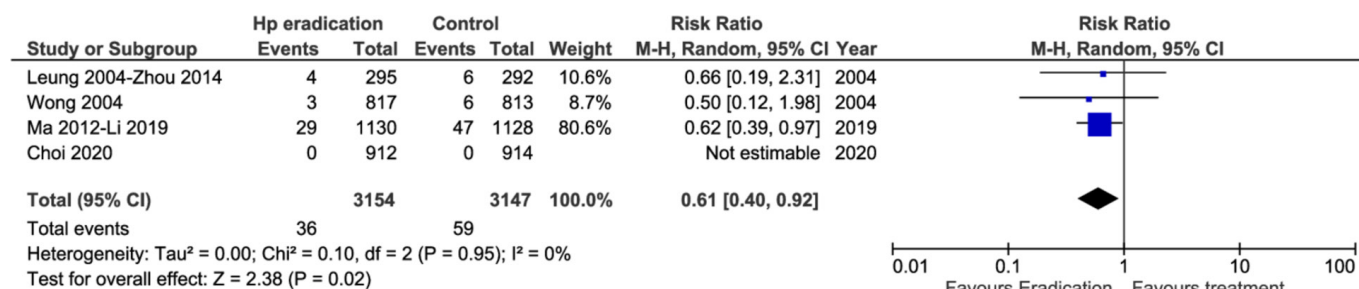 Hp eradication Control Risk Ratio Risk Ratio
Study or Subgroup Events Total Events Total Weight M-H, Random, 95% CI Year M-H, Random, 95% CI
Leung 2004-Zhou 2014 4 295 6 292 10.6% 0.66 [0.19, 2.31] 2004
Wong 2004 3 817 6 813 8.7% 0.50 [0.12, 1.98] 2004
Ma 2012-Li 2019 29 1130 47 1128 80.6% 0.62 [0.39, 0.97] 2019
Choi 2020 0 912 0 914 Not estimable 2020
Total (95% CI) 3154 3147 100.0% 0.61 [0.40, 0.92]
Total events 36 59
Heterogeneity: Tau² = 0.00; Chi² = 0.10, df = 2 (P = 0.95); I² = 0%
Test for overall effect: Z = 2.38 (P = 0.02)
0.01 0.1 1 10 100
Favours Eradication Favours treatment